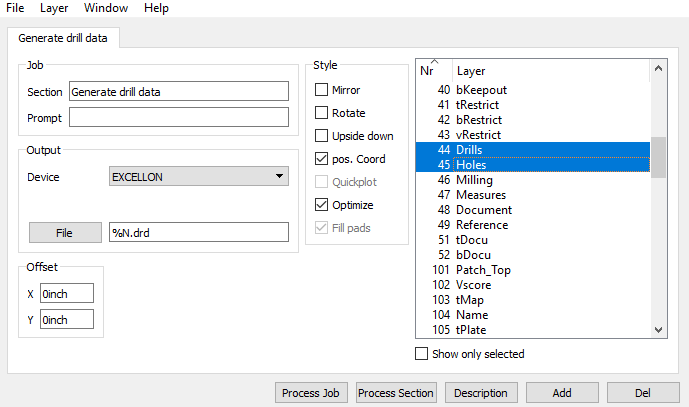 File Layer Window Help
Generate drill data
Job
Section Generate drill data
Prompt
Output
Device EXCELLON
File %N.drd
Offset
X 0inch
Y 0inch
Style
Mirror
Rotate
Upside down
pos. Coord
Quickplot
Optimize
Fill pads
Nr Layer
40 bKeepout
41 tRestrict
42 bRestrict
43 vRestrict
44 Drills
45 Holes
46 Milling
47 Measures
48 Document
49 Reference
51 tDocu
52 bDocu
101 Patch_Top
102 Vscore
103 tMap
104 Name
105 tPlate
Show only selected
Process Job Process Section Description Add Del